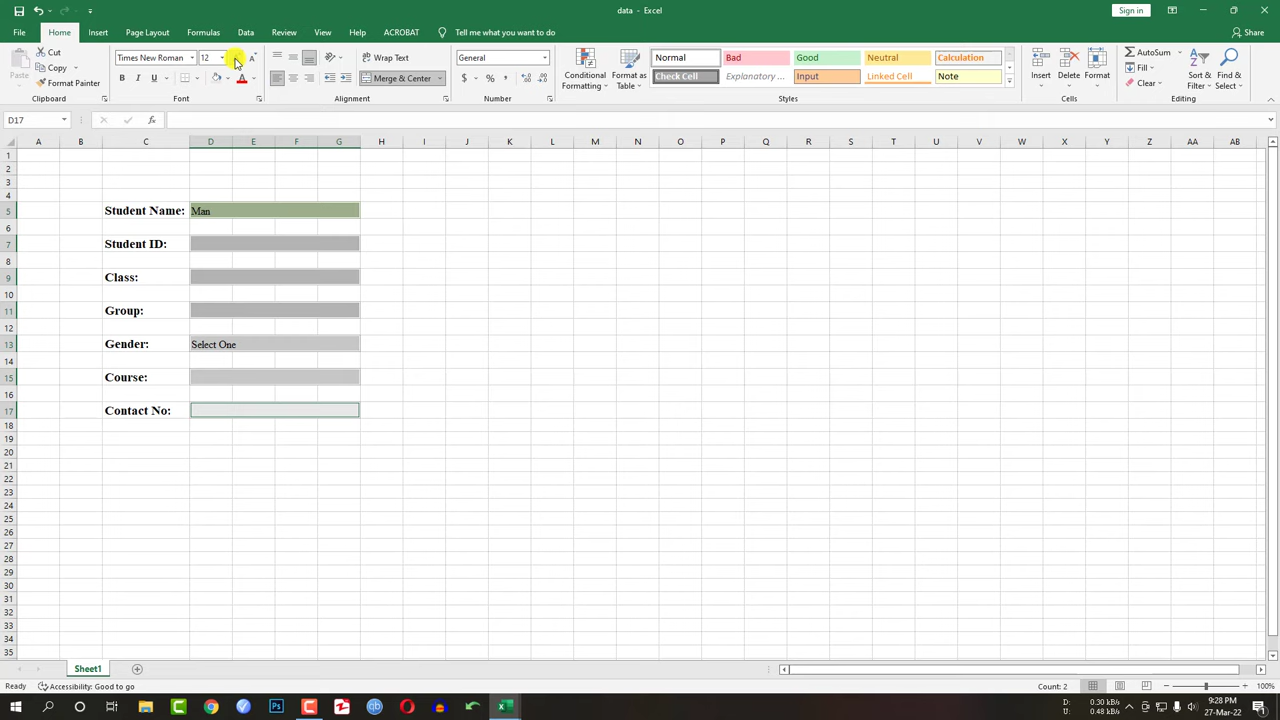 data - Excel
Sign in
File Home Insert Page Layout Formulas Data Review View Help ACROBAT Tell me what you want to do Share
Paste
Cut
Copy
Format Painter
Clipboard
Times New Roman 12
B I U
Font
Wrap Text
Merge & Center
Alignment
General
$ % ,
Number
Conditional Formatting
Format as Table
Normal Bad Good Neutral Calculation
Check Cell Explanatory ... Input Linked Cell Note
Styles
Insert Delete Format
Cells
AutoSum
Fill
Clear
Sort & Filter
Find & Select
Editing
D17
fx
A B C D E F G H I J K L M N O P Q R S T U V W X Y Z AA AB
1
2
3
4
5 Student Name: Man
6
7 Student ID:
8
9 Class:
10
11 Group:
12
13 Gender: Select One
14
15 Course:
16
17 Contact No:
18
19
20
21
22
23
24
25
26
27
28
29
30
31
32
33
34
35
Sheet1
Ready Accessibility: Good to go Count: 2 100%
D: 0.30 kB/s
U: 0.48 kB/s
9:28 PM
27-Mar-22